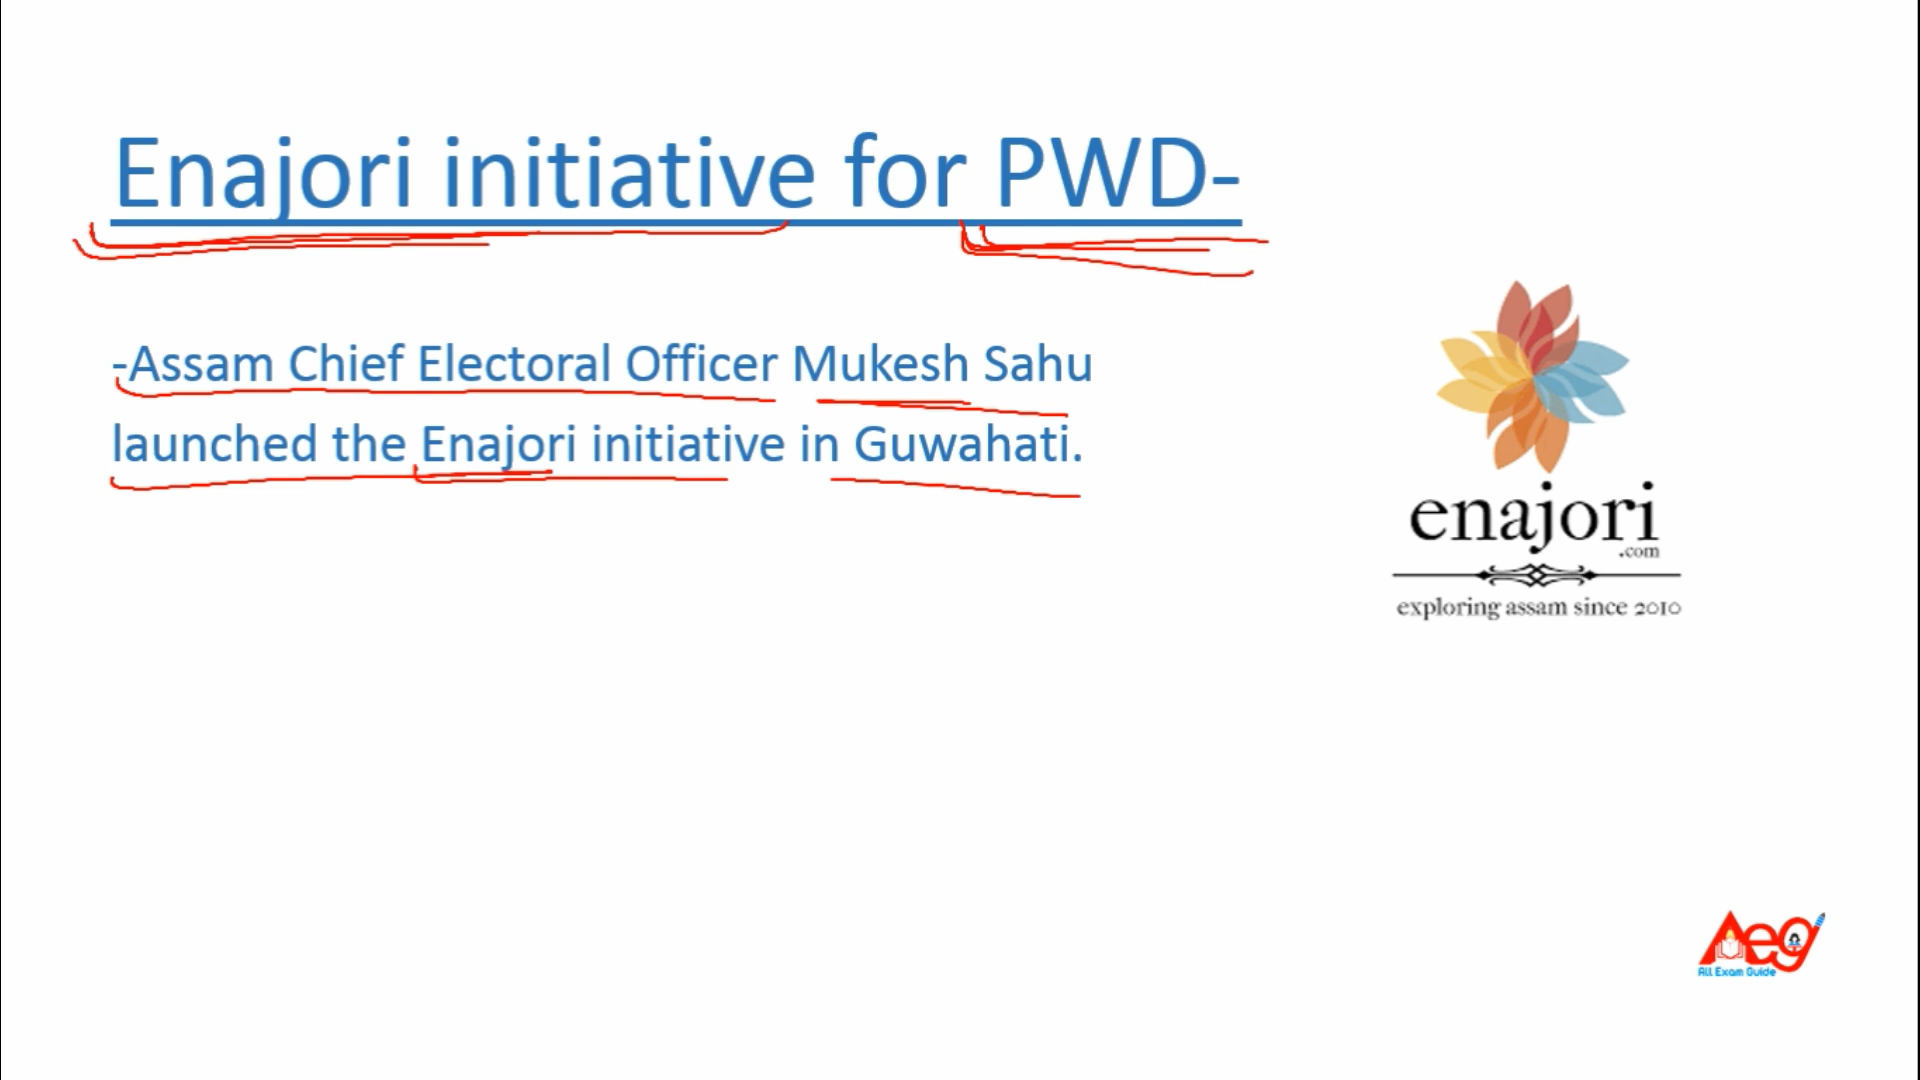 Enajori initiative for PWD-
-Assam Chief Electoral Officer Mukesh Sahu
launched the Enajori initiative in Guwahati.
enajori
.com
exploring assam since 2010
Aeg
All Exam Guide